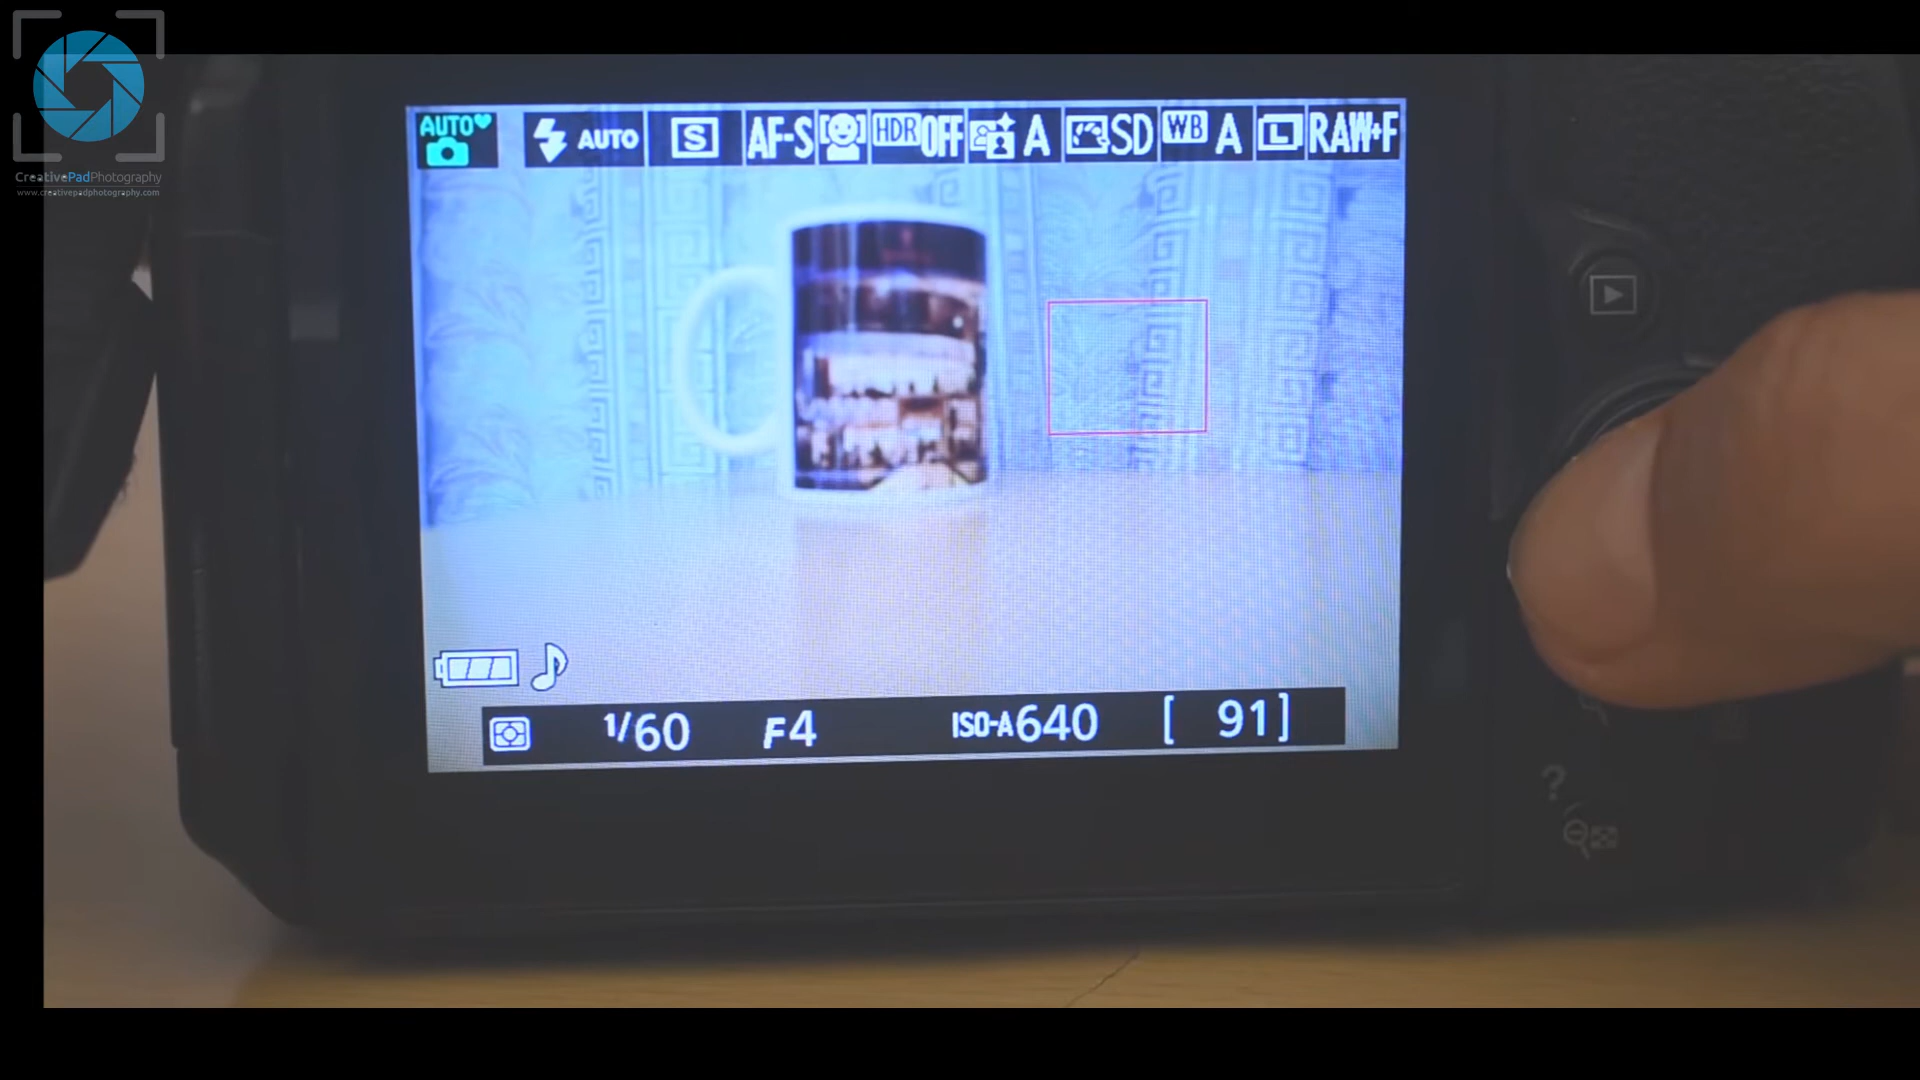 CreativePadPhotography
www.creativepadphotography.com
AUTO AUTO S AF-S HDR OFF A SD WB A L RAW+F
1/60 F4 ISO-A640 [ 91]
?